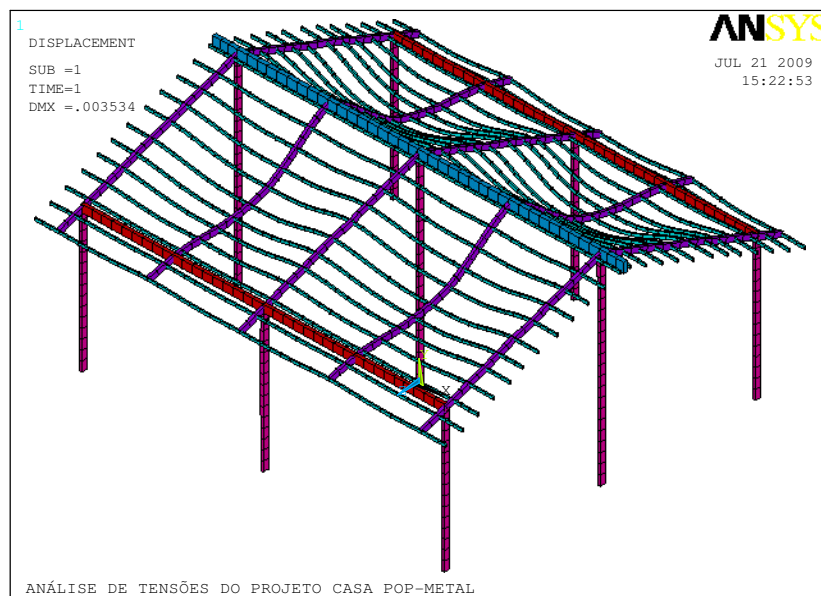 1
DISPLACEMENT
SUB =1
TIME=1
DMX =.003534
ANSYS
JUL 21 2009
15:22:53
X
ANÁLISE DE TENSÕES DO PROJETO CASA POP-METAL